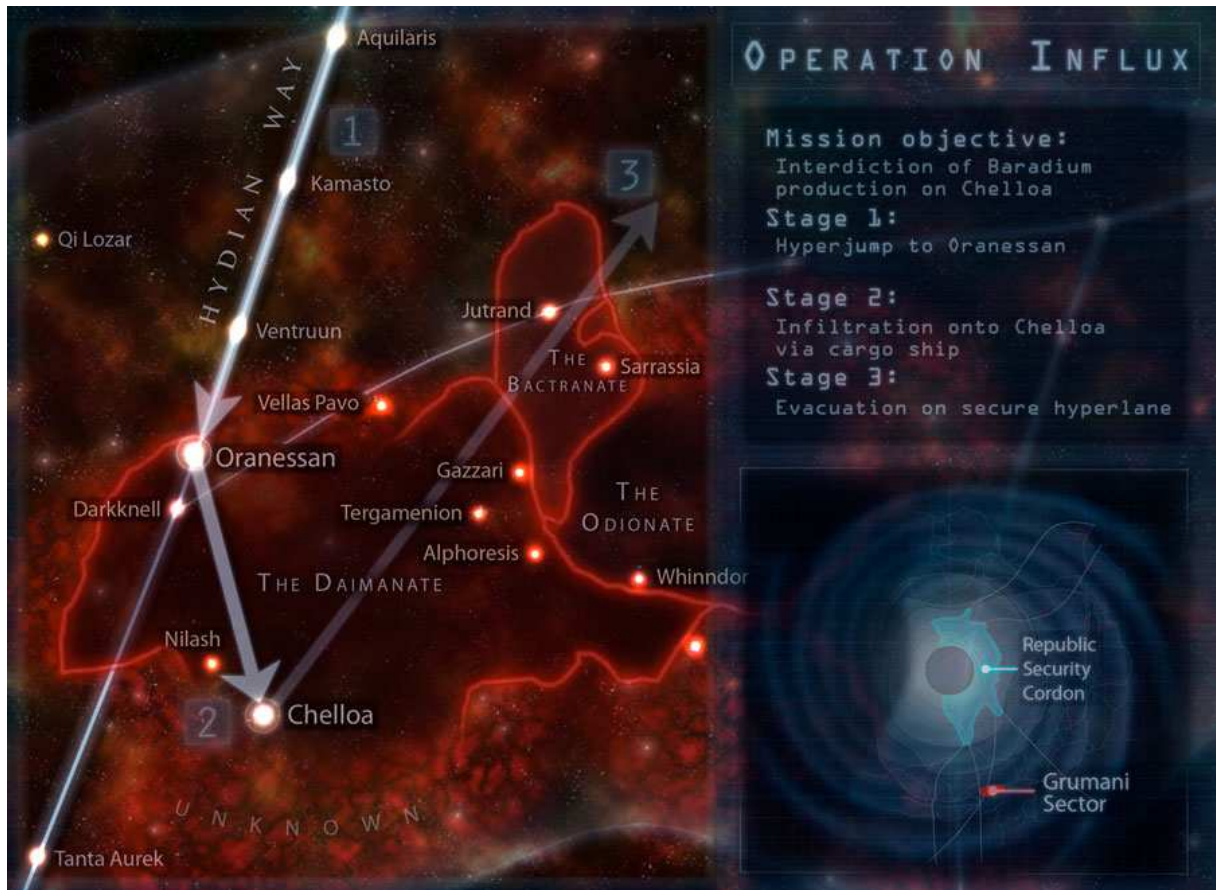 Aquilaris
HYDIAN WAY
1
Kamasto
3
Qi Lozar
Ventruun
Jutrand
THE
BACTRANATE
Sarrassia
Vellas Pavo
Oranessan
Gazzari
THE
ODIONATE
Darkknell
Tergamenion
Alphoresis
THE DAIMANATE
Whinndor
Nilash
2
Chelloa
UNKNOWN
Tanta Aurek
OPERATION INFLUX
Mission objective:
Interdiction of Baradium
production on Chelloa
Stage 1:
Hyperjump to Oranessan
Stage 2:
Infiltration onto Chelloa
via cargo ship
Stage 3:
Evacuation on secure hyperlane
Republic
Security
Cordon
Grumani
Sector